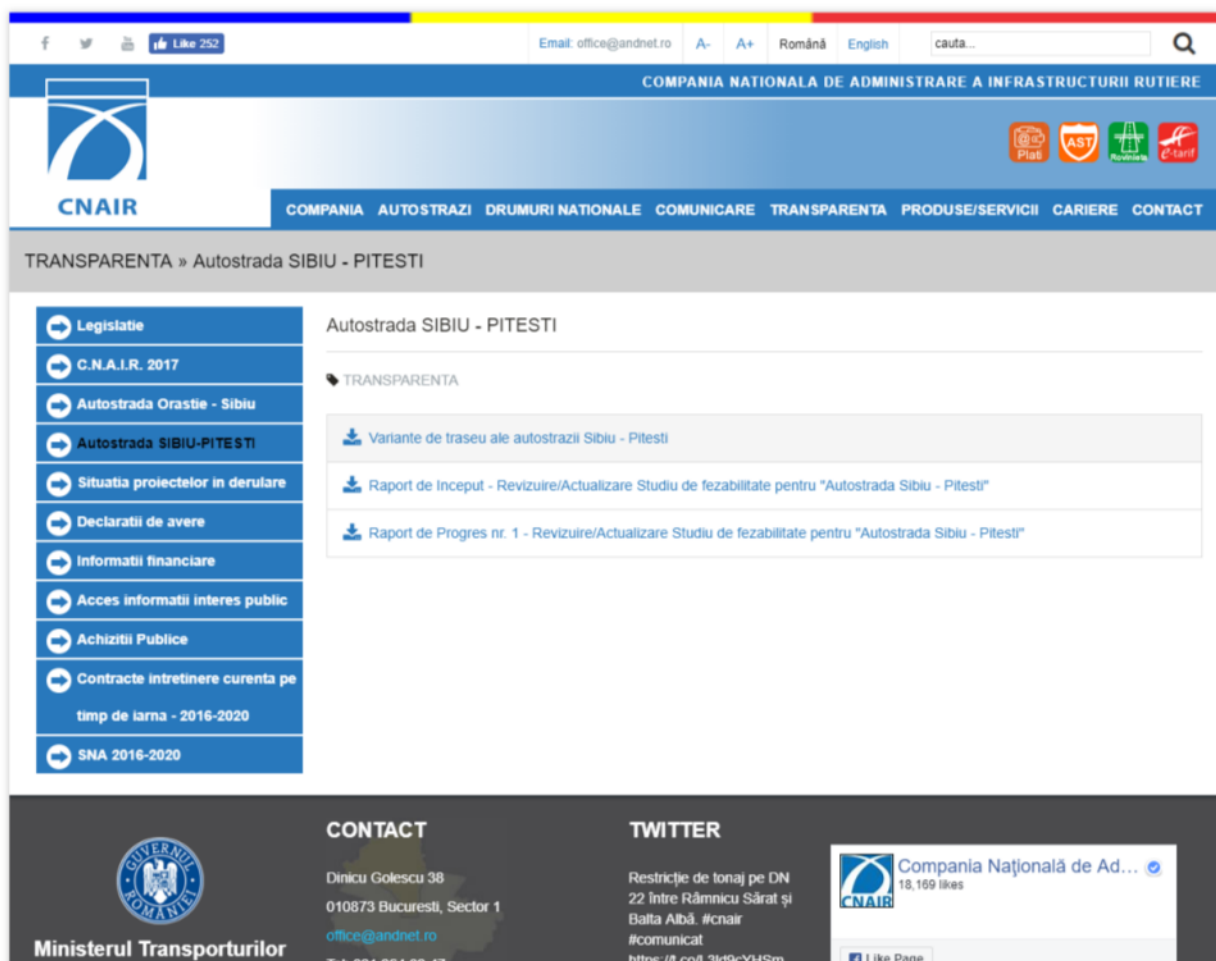 Like 252
Email: office@andnet.ro A- A+ Română English cauta...
COMPANIA NATIONALA DE ADMINISTRARE A INFRASTRUCTURII RUTIERE
Plati AST Rovinieta e-tarif
CNAIR
COMPANIA AUTOSTRAZI DRUMURI NATIONALE COMUNICARE TRANSPARENTA PRODUSE/SERVICII CARIERE CONTACT
TRANSPARENTA » Autostrada SIBIU - PITESTI
Legislatie
C.N.A.I.R. 2017
Autostrada Orastie - Sibiu
Autostrada SIBIU-PITESTI
Situatia proiectelor in derulare
Declaratii de avere
Informatii financiare
Acces informatii interes public
Achizitii Publice
Contracte intretinere curenta pe
timp de iarna - 2016-2020
SNA 2016-2020
Autostrada SIBIU - PITESTI
TRANSPARENTA
Variante de traseu ale autostrazii Sibiu - Pitesti
Raport de Inceput - Revizuire/Actualizare Studiu de fezabilitate pentru "Autostrada Sibiu - Pitesti"
Raport de Progres nr. 1 - Revizuire/Actualizare Studiu de fezabilitate pentru "Autostrada Sibiu - Pitesti"
GUVERNUL ROMÂNIEI
Ministerul Transporturilor
CONTACT
Dinicu Golescu 38
010873 Bucuresti, Sector 1
office@andnet.ro
TWITTER
Restricție de tonaj pe DN
22 între Râmnicu Sărat și
Balta Albă. #cnair
#comunicat
Compania Naţională de Ad...
18,169 likes
CNAIR
Like Page